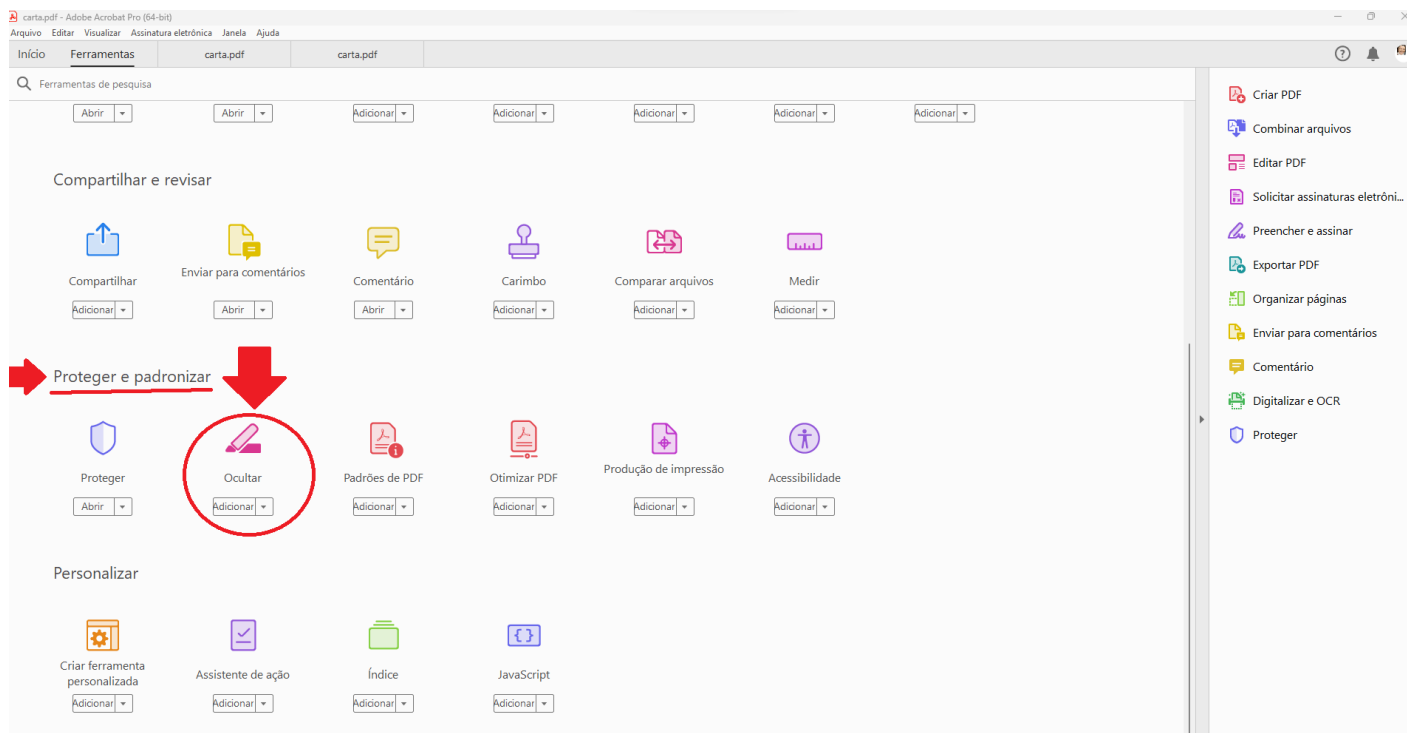 carta.pdf - Adobe Acrobat Pro (64-bit)
Arquivo Editar Visualizar Assinatura eletrônica Janela Ajuda
Início Ferramentas carta.pdf carta.pdf
Ferramentas de pesquisa
Abrir Abrir Adicionar Adicionar Adicionar Adicionar Adicionar
Compartilhar e revisar
Compartilhar Enviar para comentários Comentário Carimbo Comparar arquivos Medir
Adicionar Abrir Abrir Adicionar Adicionar Adicionar
Proteger e padronizar
Proteger Ocultar Padrões de PDF Otimizar PDF Produção de impressão Acessibilidade
Abrir Adicionar Adicionar Adicionar Adicionar Adicionar
Personalizar
Criar ferramenta
personalizada Assistente de ação Índice JavaScript
Adicionar Adicionar Adicionar Adicionar
Criar PDF
Combinar arquivos
Editar PDF
Solicitar assinaturas eletrôni...
Preencher e assinar
Exportar PDF
Organizar páginas
Enviar para comentários
Comentário
Digitalizar e OCR
Proteger